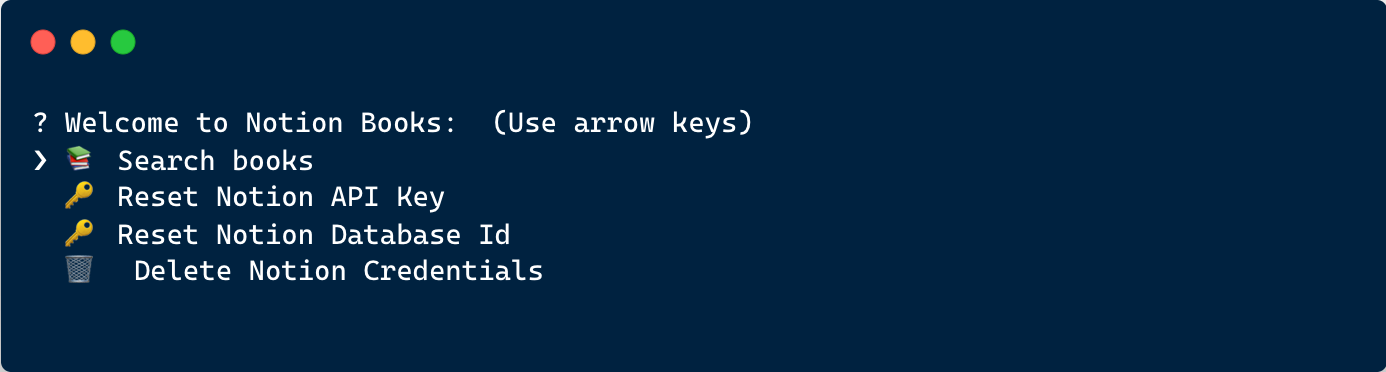 ? Welcome to Notion Books:  (Use arrow keys)
❯ 📚 Search books
🔑 Reset Notion API Key
🔑 Reset Notion Database Id
🗑️ Delete Notion Credentials